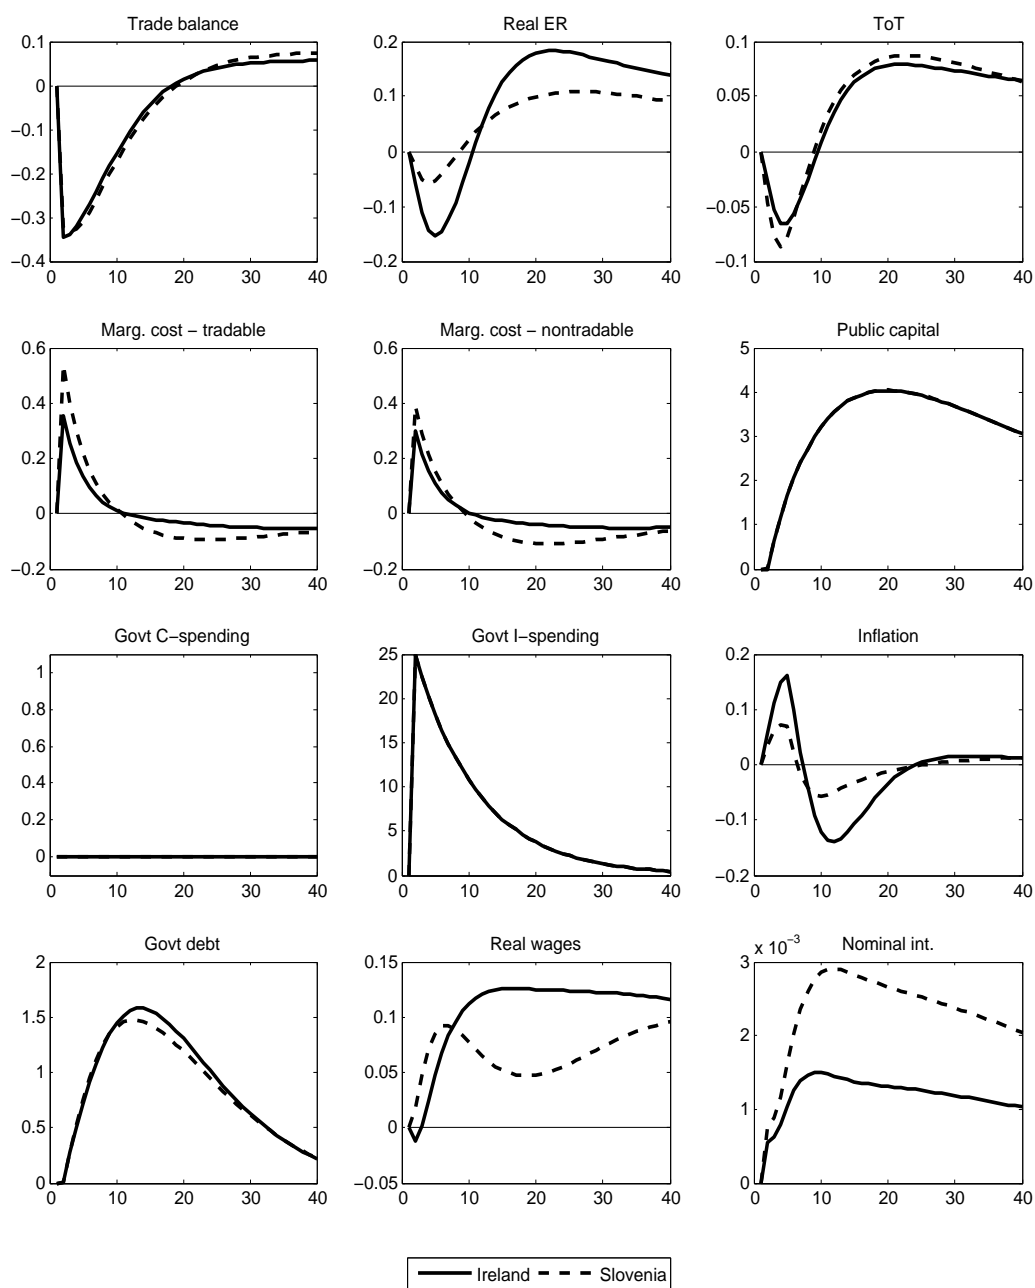 Trade balance
0.1
0
−0.1
−0.2
−0.3
−0.4
0 10 20 30 40
Real ER
0.2
0.1
0
−0.1
−0.2
0 10 20 30 40
ToT
0.1
0.05
0
−0.05
−0.1
0 10 20 30 40
Marg. cost − tradable
0.6
0.4
0.2
0
−0.2
0 10 20 30 40
Marg. cost − nontradable
0.6
0.4
0.2
0
−0.2
0 10 20 30 40
Public capital
5
4
3
2
1
0
0 10 20 30 40
Govt C−spending
1
0.8
0.6
0.4
0.2
0
0 10 20 30 40
Govt I−spending
25
20
15
10
5
0
0 10 20 30 40
Inflation
0.2
0.1
0
−0.1
−0.2
0 10 20 30 40
Govt debt
2
1.5
1
0.5
0
0 10 20 30 40
Real wages
0.15
0.1
0.05
0
−0.05
0 10 20 30 40
Nominal int.
x 10−3
3
2
1
0
0 10 20 30 40
Ireland Slovenia